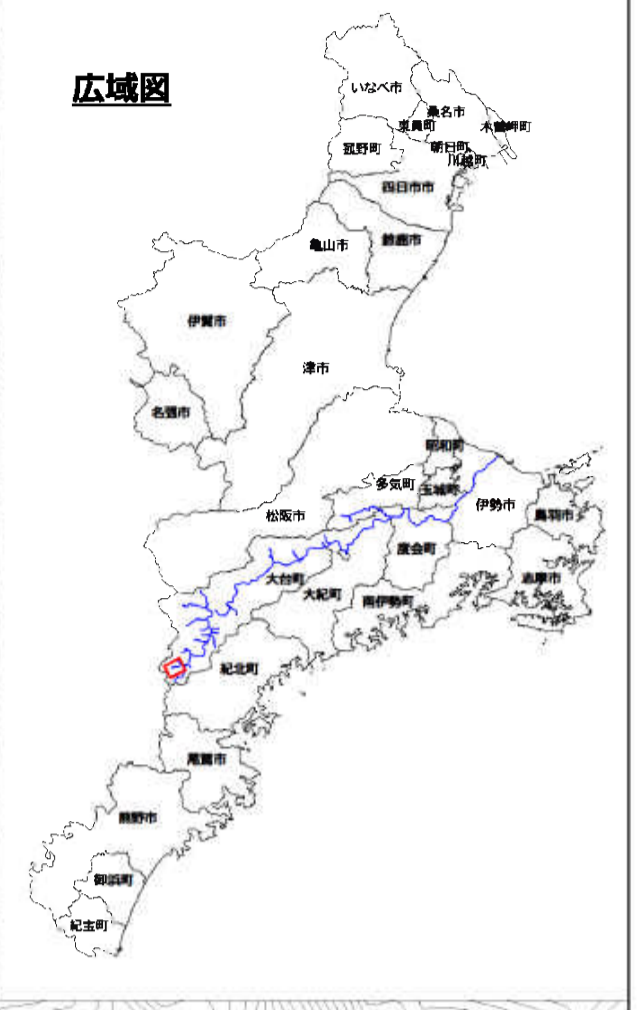 広域図
いなべ市
桑名市
東員町
木曽岬町
菰野町
朝日町
川越町
四日市市
亀山市
鈴鹿市
伊賀市
津市
名張市
明和町
多気町
玉城町
伊勢市
松阪市
鳥羽市
度会町
大台町
志摩市
大紀町
南伊勢町
紀北町
尾鷲市
熊野市
御浜町
紀宝町